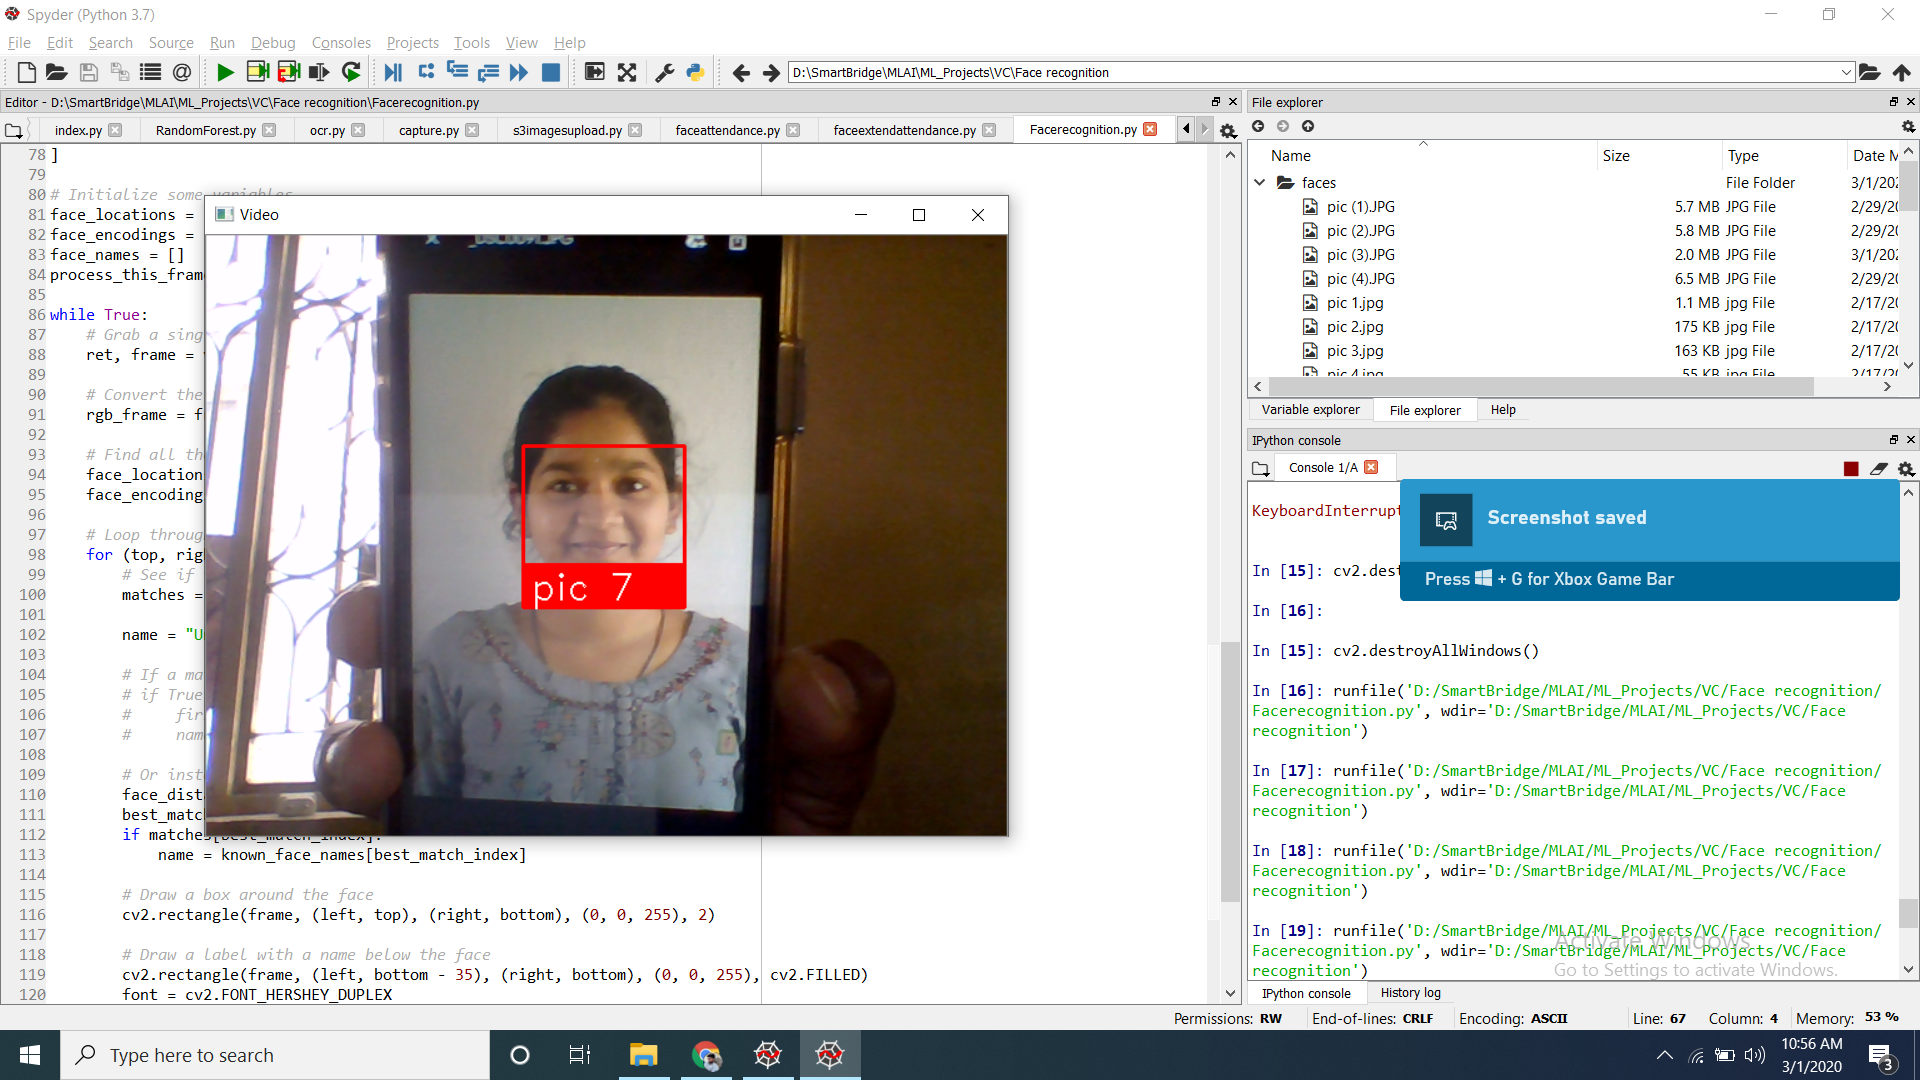 Spyder (Python 3.7)
File Edit Search Source Run Debug Consoles Projects Tools View Help
D:\SmartBridge\MLAI\ML_Projects\VC\Face recognition
Editor - D:\SmartBridge\MLAI\ML_Projects\VC\Face recognition\Facerecognition.py
index.py RandomForest.py ocr.py capture.py s3imagesupload.py faceattendance.py faceextendattendance.py Facerecognition.py
78 ]
79
80 # Initialize some variables
81 face_locations =
82 face_encodings =
83 face_names = []
84 process_this_fram
85
86 while True:
87 # Grab a sing
88 ret, frame =
89
90 # Convert the
91 rgb_frame = f
92
93 # Find all th
94 face_location
95 face_encoding
96
97 # Loop throug
98 for (top, rig
99 # See if
100 matches =
101
102 name = "U
103
104 # If a ma
105 # if True
106 # fir
107 # nam
108
109 # Or inst
110 face_dist
111 best_matc
112 if matches[best_match_index]:
113 name = known_face_names[best_match_index]
114
115 # Draw a box around the face
116 cv2.rectangle(frame, (left, top), (right, bottom), (0, 0, 255), 2)
117
118 # Draw a label with a name below the face
119 cv2.rectangle(frame, (left, bottom - 35), (right, bottom), (0, 0, 255), cv2.FILLED)
120 font = cv2.FONT_HERSHEY_DUPLEX
Video
pic 7
File explorer
Name Size Type Date M
faces File Folder 3/1/202
pic (1).JPG 5.7 MB JPG File 2/29/20
pic (2).JPG 5.8 MB JPG File 2/29/20
pic (3).JPG 2.0 MB JPG File 3/1/202
pic (4).JPG 6.5 MB JPG File 2/29/20
pic 1.jpg 1.1 MB jpg File 2/17/20
pic 2.jpg 175 KB jpg File 2/17/20
pic 3.jpg 163 KB jpg File 2/17/20
pic 4.jpg 55 KB jpg File 2/17/20
Variable explorer File explorer Help
IPython console
Console 1/A
KeyboardInterrupt
Screenshot saved
Press + G for Xbox Game Bar
In [15]: cv2.dest
In [16]:
In [15]: cv2.destroyAllWindows()
In [16]: runfile('D:/SmartBridge/MLAI/ML_Projects/VC/Face recognition/
Facerecognition.py', wdir='D:/SmartBridge/MLAI/ML_Projects/VC/Face
recognition')
In [17]: runfile('D:/SmartBridge/MLAI/ML_Projects/VC/Face recognition/
Facerecognition.py', wdir='D:/SmartBridge/MLAI/ML_Projects/VC/Face
recognition')
In [18]: runfile('D:/SmartBridge/MLAI/ML_Projects/VC/Face recognition/
Facerecognition.py', wdir='D:/SmartBridge/MLAI/ML_Projects/VC/Face
recognition')
In [19]: runfile('D:/SmartBridge/MLAI/ML_Projects/VC/Face recognition/
Facerecognition.py', wdir='D:/SmartBridge/MLAI/ML_Projects/VC/Face
recognition')
Activate Windows
Go to Settings to activate Windows.
IPython console History log
Permissions: RW End-of-lines: CRLF Encoding: ASCII Line: 67 Column: 4 Memory: 53 %
Type here to search
10:56 AM
3/1/2020
3